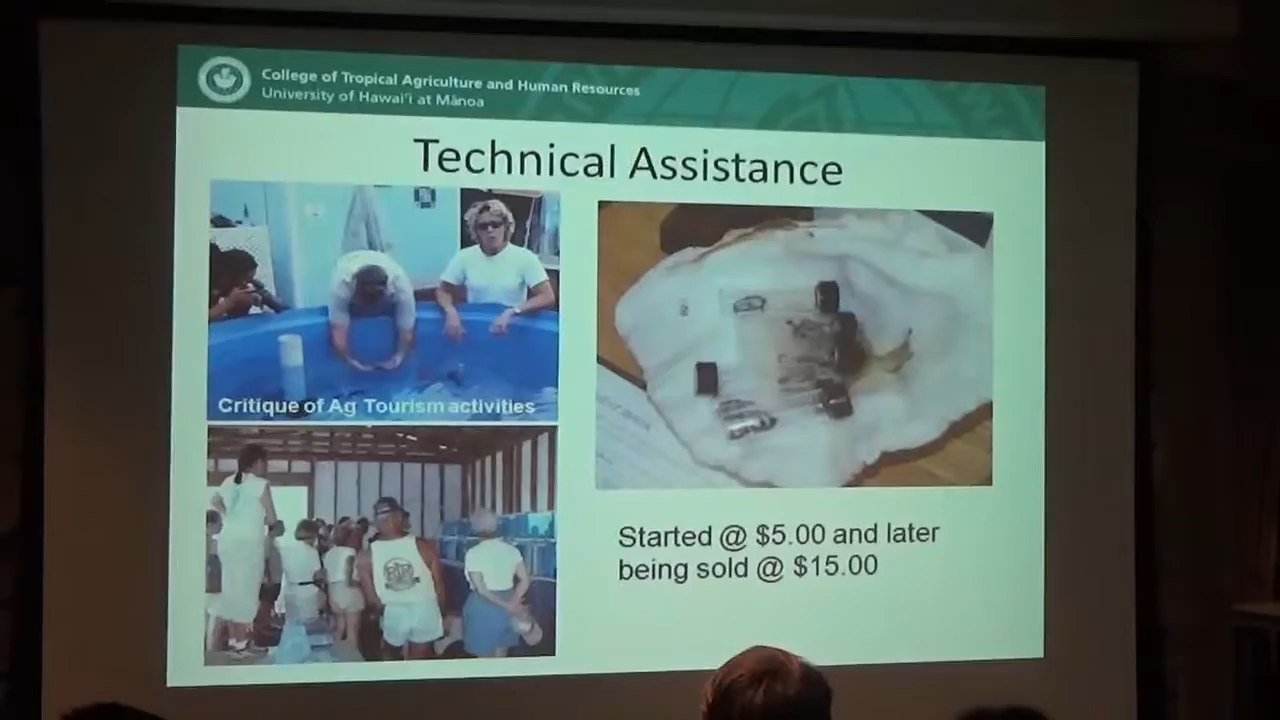 College of Tropical Agriculture and Human Resources
University of Hawai'i at Mānoa
Technical Assistance
Critique of Ag Tourism activities
Started @ $5.00 and later
being sold @ $15.00